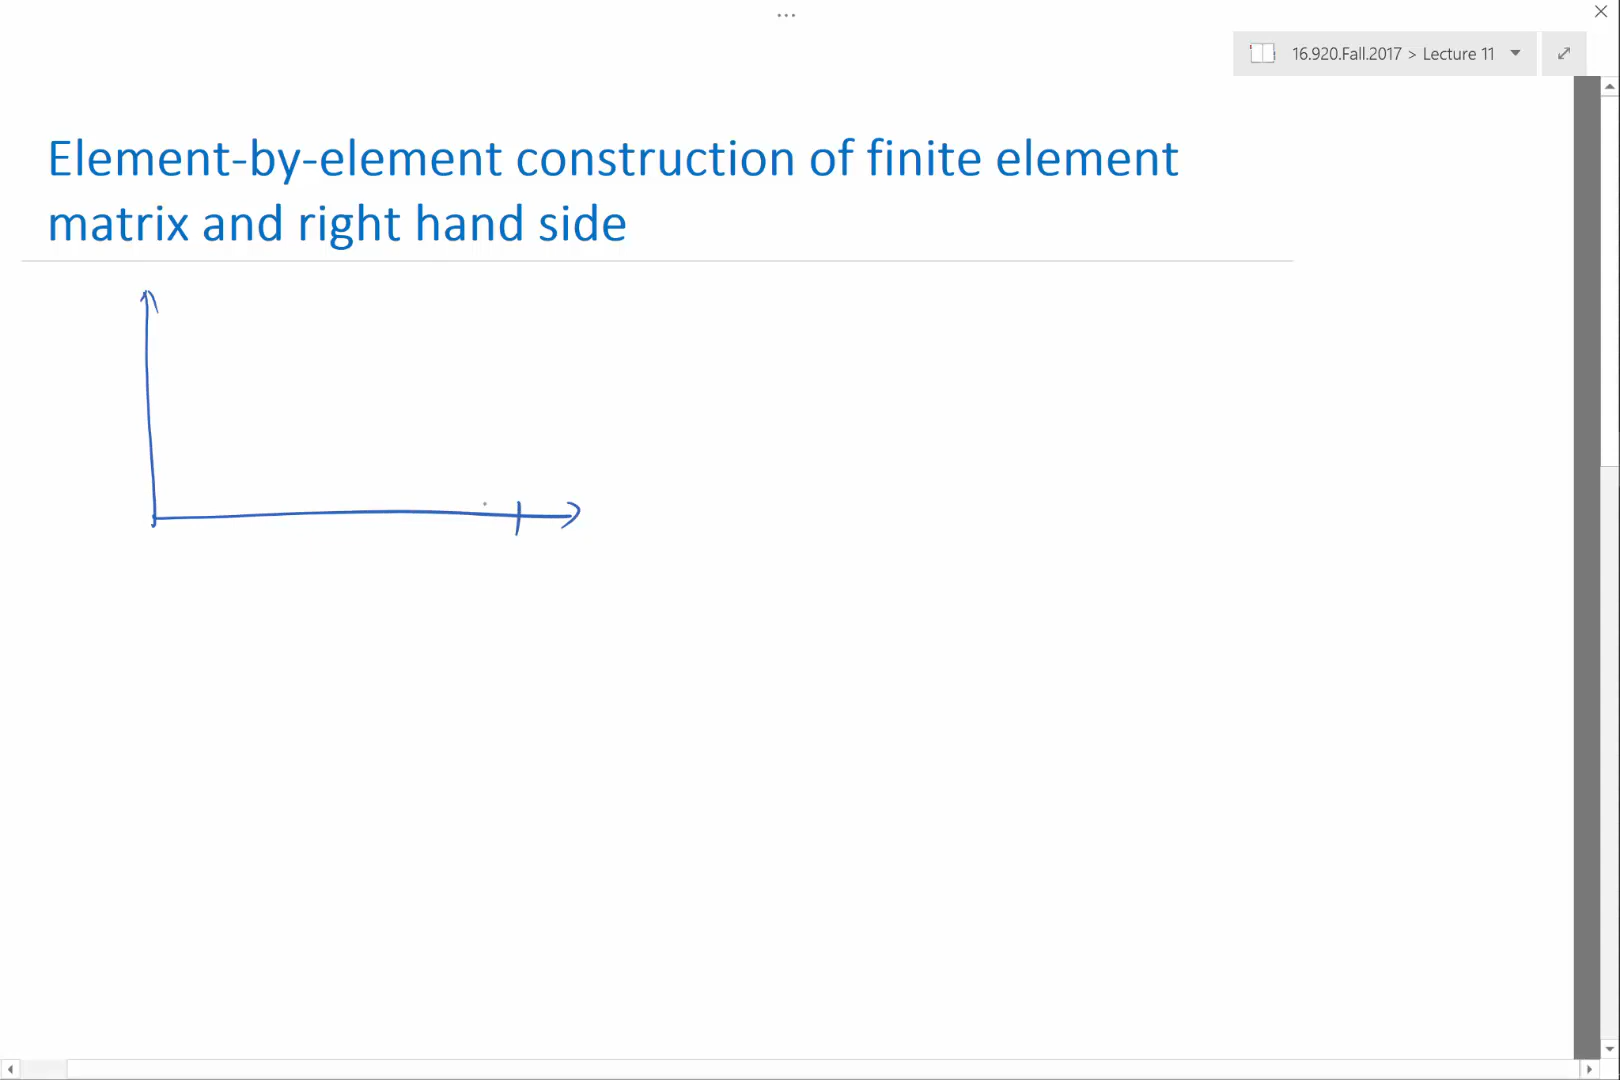 16.920.Fall.2017 > Lecture 11
Element-by-element construction of finite element
matrix and right hand side